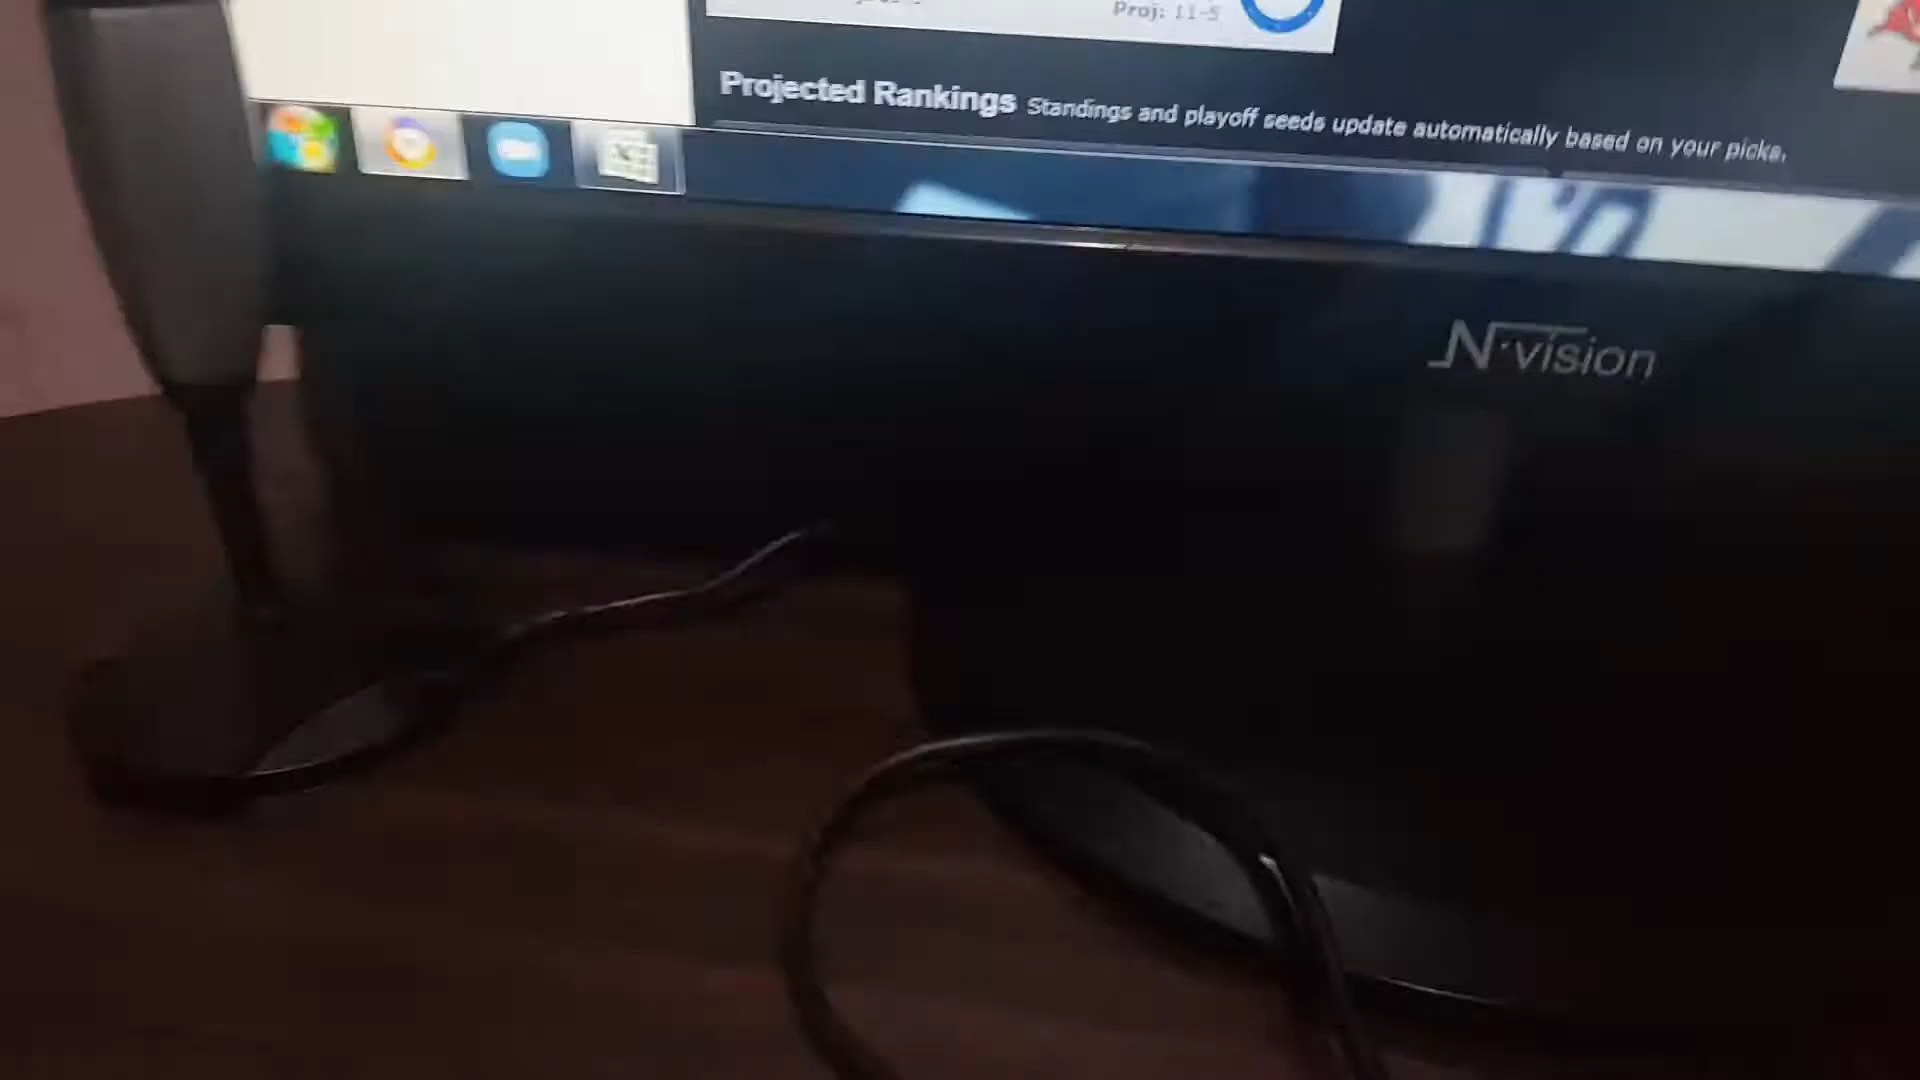 Proj: 11-5
Projected Rankings Standings and playoff seeds update automatically based on your picks.
N-vision